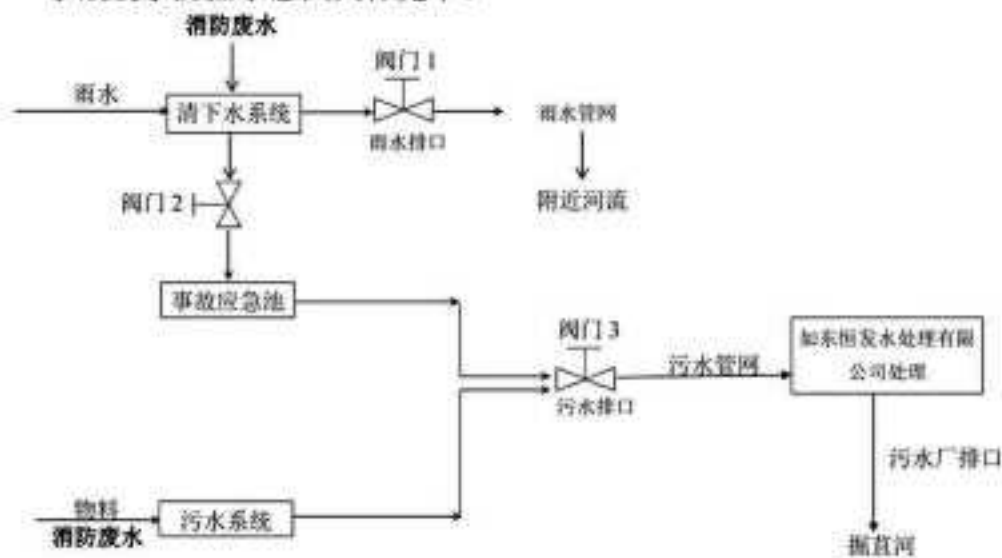 消防废水
阀门 1
雨水
清下水系统
雨水管网
雨水排口
阀门 2
附近河流
事故应急池
阀门 3
污水管网
如东恒发水处理有限
公司处理
污水排口
污水厂排口
物料
消防废水
污水系统
掘苴河